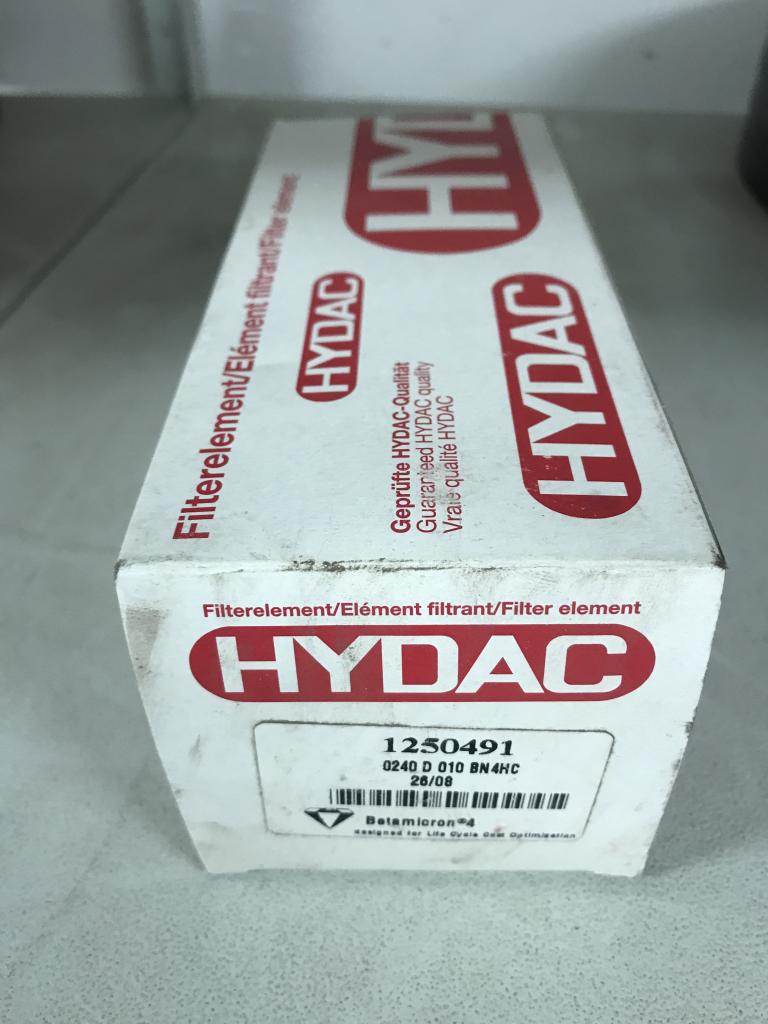 HYD
HYDAC
HYDAC
Filterelement/Elément filtrant/Filter element
Geprüfte HYDAC-Qualität
Guaranteed HYDAC quality
Vraie qualité HYDAC
Filterelement/Elément filtrant/Filter element
HYDAC
1250491
0240 D 010 BN4HC
26/08
Betamicron®4
designed for Life Cycle Cost Optimization